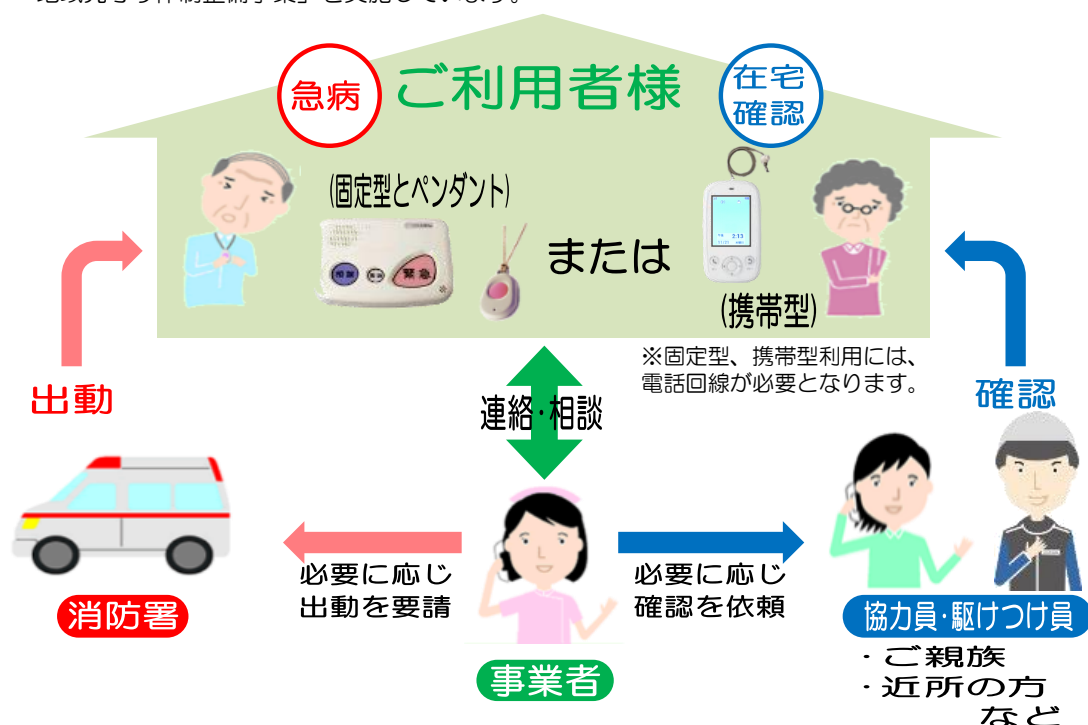 急病
ご利用者様
在宅
確認
(固定型とペンダント)
または
(携帯型)
緊急
※固定型、携帯型利用には、
電話回線が必要となります。
出動
連絡・相談
確認
必要に応じ
出動を要請
必要に応じ
確認を依頼
消防署
事業者
協力員・駆けつけ員
・ご親族
・近所の方
など